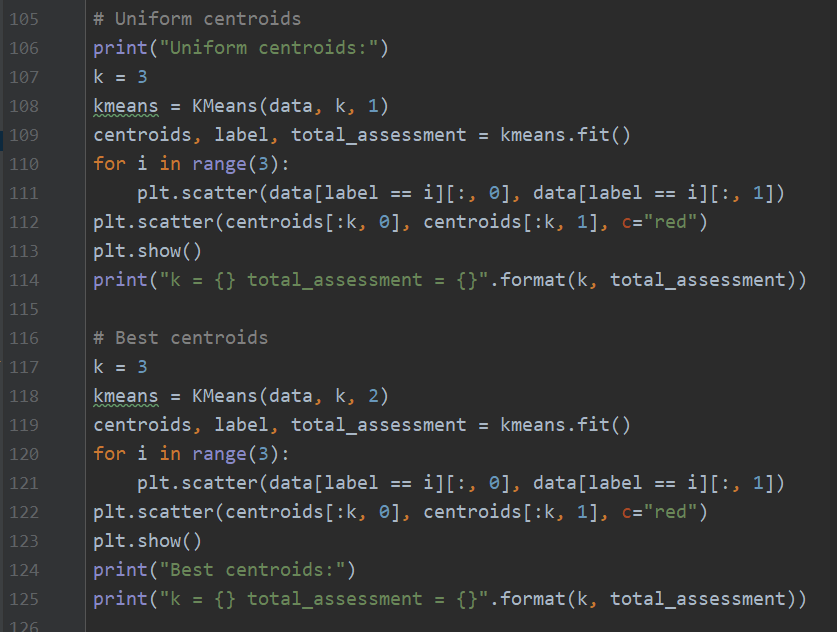 105 # Uniform centroids
106 print("Uniform centroids:")
107 k = 3
108 kmeans = KMeans(data, k, 1)
109 centroids, label, total_assessment = kmeans.fit()
110 for i in range(3):
111     plt.scatter(data[label == i][:, 0], data[label == i][:, 1])
112 plt.scatter(centroids[:k, 0], centroids[:k, 1], c="red")
113 plt.show()
114 print("k = {} total_assessment = {}".format(k, total_assessment))
115
116 # Best centroids
117 k = 3
118 kmeans = KMeans(data, k, 2)
119 centroids, label, total_assessment = kmeans.fit()
120 for i in range(3):
121     plt.scatter(data[label == i][:, 0], data[label == i][:, 1])
122 plt.scatter(centroids[:k, 0], centroids[:k, 1], c="red")
123 plt.show()
124 print("Best centroids:")
125 print("k = {} total_assessment = {}".format(k, total_assessment))
126